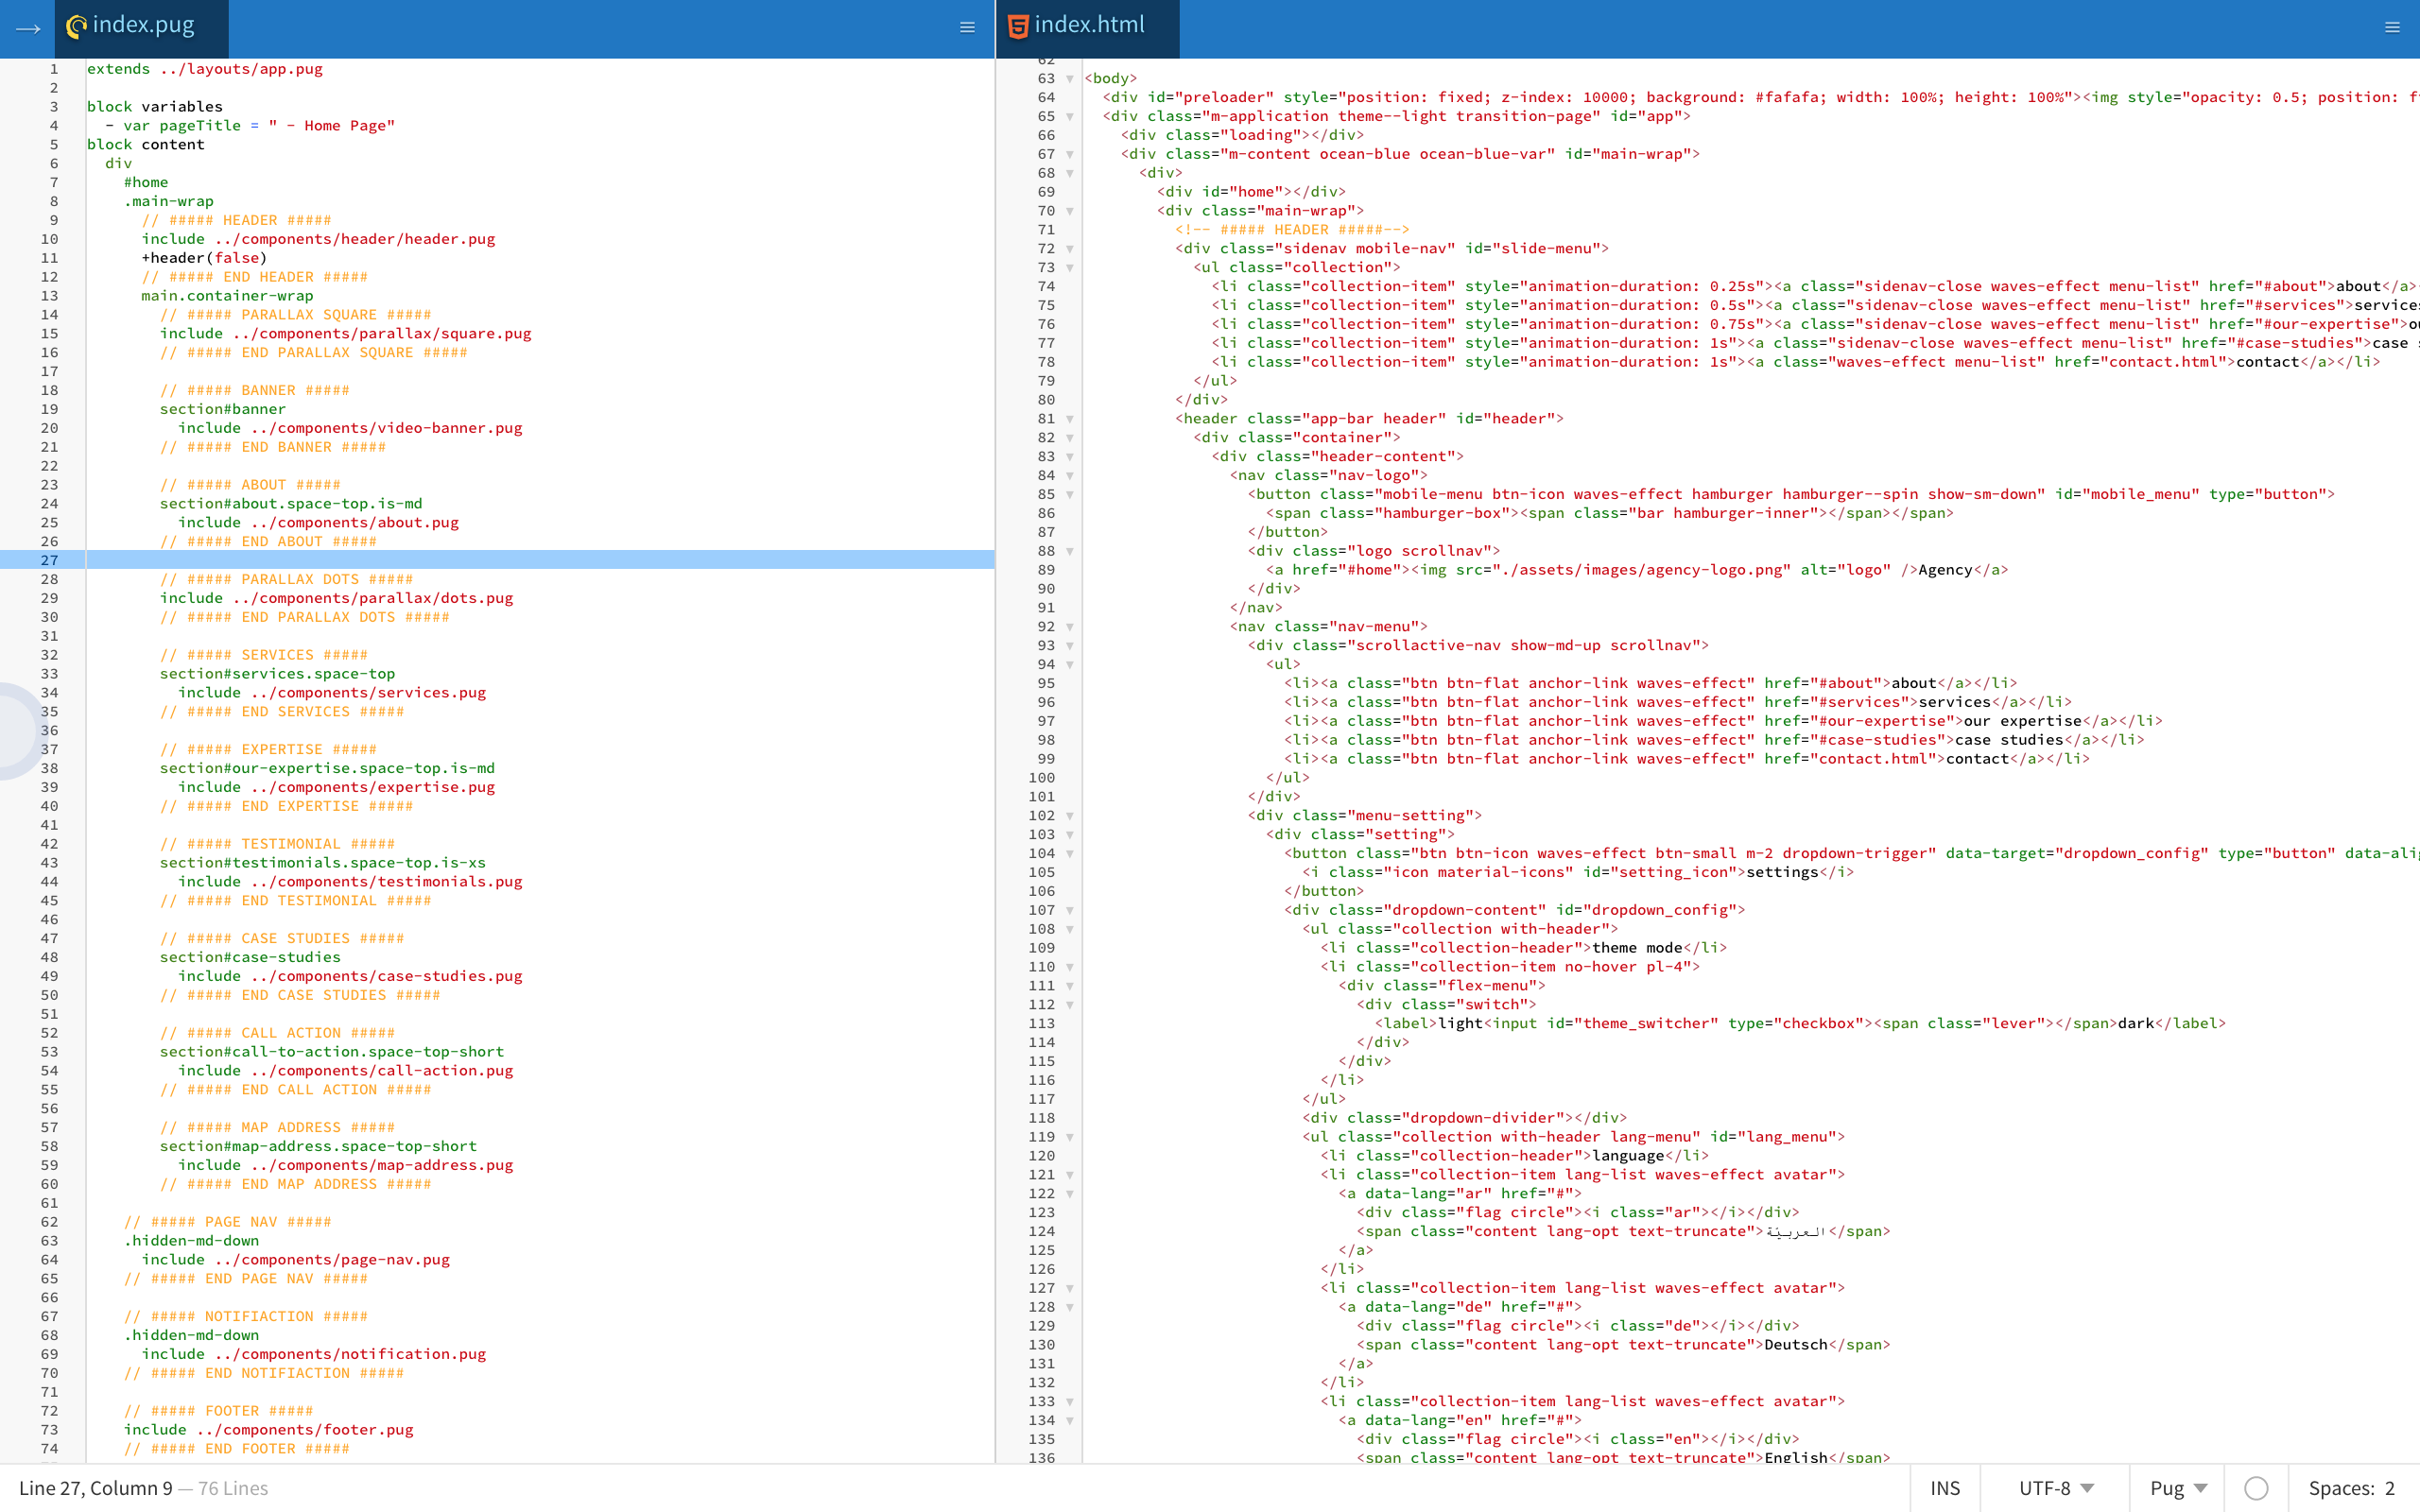 index.pug
1 extends ../layouts/app.pug
2
3 block variables
4 - var pageTitle = " - Home Page"
5 block content
6 div
7 #home
8 .main-wrap
9 // ##### HEADER #####
10 include ../components/header/header.pug
11 +header(false)
12 // ##### END HEADER #####
13 main.container-wrap
14 // ##### PARALLAX SQUARE #####
15 include ../components/parallax/square.pug
16 // ##### END PARALLAX SQUARE #####
17
18 // ##### BANNER #####
19 section#banner
20 include ../components/video-banner.pug
21 // ##### END BANNER #####
22
23 // ##### ABOUT #####
24 section#about.space-top.is-md
25 include ../components/about.pug
26 // ##### END ABOUT #####
27
28 // ##### PARALLAX DOTS #####
29 include ../components/parallax/dots.pug
30 // ##### END PARALLAX DOTS #####
31
32 // ##### SERVICES #####
33 section#services.space-top
34 include ../components/services.pug
35 // ##### END SERVICES #####
36
37 // ##### EXPERTISE #####
38 section#our-expertise.space-top.is-md
39 include ../components/expertise.pug
40 // ##### END EXPERTISE #####
41
42 // ##### TESTIMONIAL #####
43 section#testimonials.space-top.is-xs
44 include ../components/testimonials.pug
45 // ##### END TESTIMONIAL #####
46
47 // ##### CASE STUDIES #####
48 section#case-studies
49 include ../components/case-studies.pug
50 // ##### END CASE STUDIES #####
51
52 // ##### CALL ACTION #####
53 section#call-to-action.space-top-short
54 include ../components/call-action.pug
55 // ##### END CALL ACTION #####
56
57 // ##### MAP ADDRESS #####
58 section#map-address.space-top-short
59 include ../components/map-address.pug
60 // ##### END MAP ADDRESS #####
61
62 // ##### PAGE NAV #####
63 .hidden-md-down
64 include ../components/page-nav.pug
65 // ##### END PAGE NAV #####
66
67 // ##### NOTIFIACTION #####
68 .hidden-md-down
69 include ../components/notification.pug
70 // ##### END NOTIFIACTION #####
71
72 // ##### FOOTER #####
73 include ../components/footer.pug
74 // ##### END FOOTER #####
index.html
62
63 <body>
64 <div id="preloader" style="position: fixed; z-index: 10000; background: #fafafa; width: 100%; height: 100%"><img style="opacity: 0.5; position:
65 <div class="m-application theme--light transition-page" id="app">
66 <div class="loading"></div>
67 <div class="m-content ocean-blue ocean-blue-var" id="main-wrap">
68 <div>
69 <div id="home"></div>
70 <div class="main-wrap">
71 <!-- ##### HEADER #####-->
72 <div class="sidenav mobile-nav" id="slide-menu">
73 <ul class="collection">
74 <li class="collection-item" style="animation-duration: 0.25s"><a class="sidenav-close waves-effect menu-list" href="#about">about</a>
75 <li class="collection-item" style="animation-duration: 0.5s"><a class="sidenav-close waves-effect menu-list" href="#services">services
76 <li class="collection-item" style="animation-duration: 0.75s"><a class="sidenav-close waves-effect menu-list" href="#our-expertise">
77 <li class="collection-item" style="animation-duration: 1s"><a class="sidenav-close waves-effect menu-list" href="#case-studies">case
78 <li class="collection-item" style="animation-duration: 1s"><a class="waves-effect menu-list" href="contact.html">contact</a></li>
79 </ul>
80 </div>
81 <header class="app-bar header" id="header">
82 <div class="container">
83 <div class="header-content">
84 <nav class="nav-logo">
85 <button class="mobile-menu btn-icon waves-effect hamburger hamburger--spin show-sm-down" id="mobile_menu" type="button">
86 <span class="hamburger-box"><span class="bar hamburger-inner"></span></span>
87 </button>
88 <div class="logo scrollnav">
89 <a href="#home"><img src="./assets/images/agency-logo.png" alt="logo" />Agency</a>
90 </div>
91 </nav>
92 <nav class="nav-menu">
93 <div class="scrollactive-nav show-md-up scrollnav">
94 <ul>
95 <li><a class="btn btn-flat anchor-link waves-effect" href="#about">about</a></li>
96 <li><a class="btn btn-flat anchor-link waves-effect" href="#services">services</a></li>
97 <li><a class="btn btn-flat anchor-link waves-effect" href="#our-expertise">our expertise</a></li>
98 <li><a class="btn btn-flat anchor-link waves-effect" href="#case-studies">case studies</a></li>
99 <li><a class="btn btn-flat anchor-link waves-effect" href="contact.html">contact</a></li>
100 </ul>
101 </div>
102 <div class="menu-setting">
103 <div class="setting">
104 <button class="btn btn-icon waves-effect btn-small m-2 dropdown-trigger" data-target="dropdown_config" type="button"
105 <i class="icon material-icons" id="setting_icon">settings</i>
106 </button>
107 <div class="dropdown-content" id="dropdown_config">
108 <ul class="collection with-header">
109 <li class="collection-header">theme mode</li>
110 <li class="collection-item no-hover pl-4">
111 <div class="flex-menu">
112 <div class="switch">
113 <label>light<input id="theme_switcher" type="checkbox"><span class="lever"></span>dark</label>
114 </div>
115 </div>
116 </li>
117 </ul>
118 <div class="dropdown-divider"></div>
119 <ul class="collection with-header lang-menu" id="lang_menu">
120 <li class="collection-header">language</li>
121 <li class="collection-item lang-list waves-effect avatar">
122 <a data-lang="ar" href="#">
123 <div class="flag circle"><i class="ar"></i></div>
124 <span class="content lang-opt text-truncate">العربيّة</span>
125 </a>
126 </li>
127 <li class="collection-item lang-list waves-effect avatar">
128 <a data-lang="de" href="#">
129 <div class="flag circle"><i class="de"></i></div>
130 <span class="content lang-opt text-truncate">Deutsch</span>
131 </a>
132 </li>
133 <li class="collection-item lang-list waves-effect avatar">
134 <a data-lang="en" href="#">
135 <div class="flag circle"><i class="en"></i></div>
136 <span class="content lang-opt text-truncate">English</span>
Line 27, Column 9 — 76 Lines
INS UTF-8 Pug Spaces: 2